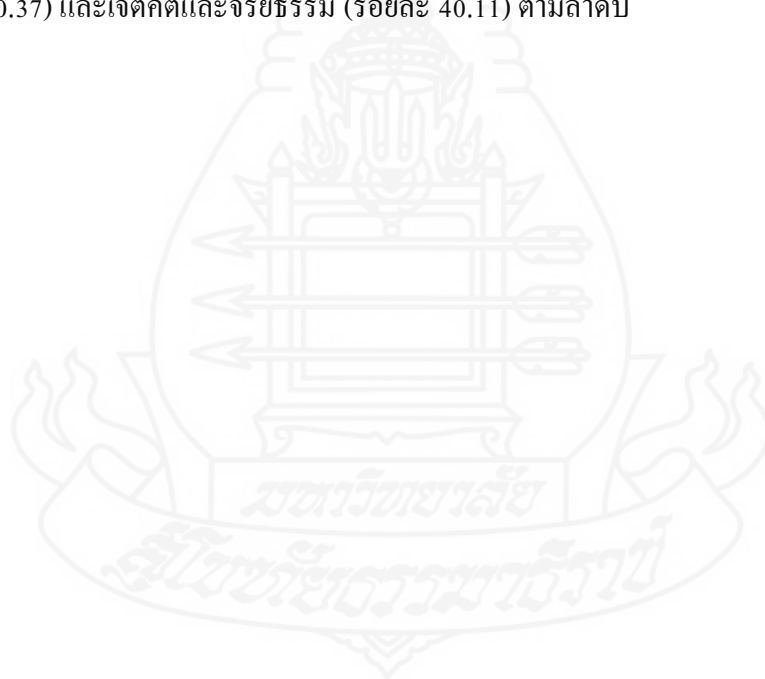 0.37) และเจตคติและจริยธรรม (ร้อยละ 40.11) ตามลำดับ
มหาวิทยาลัย
สุโขทัยธรรมาธิราช